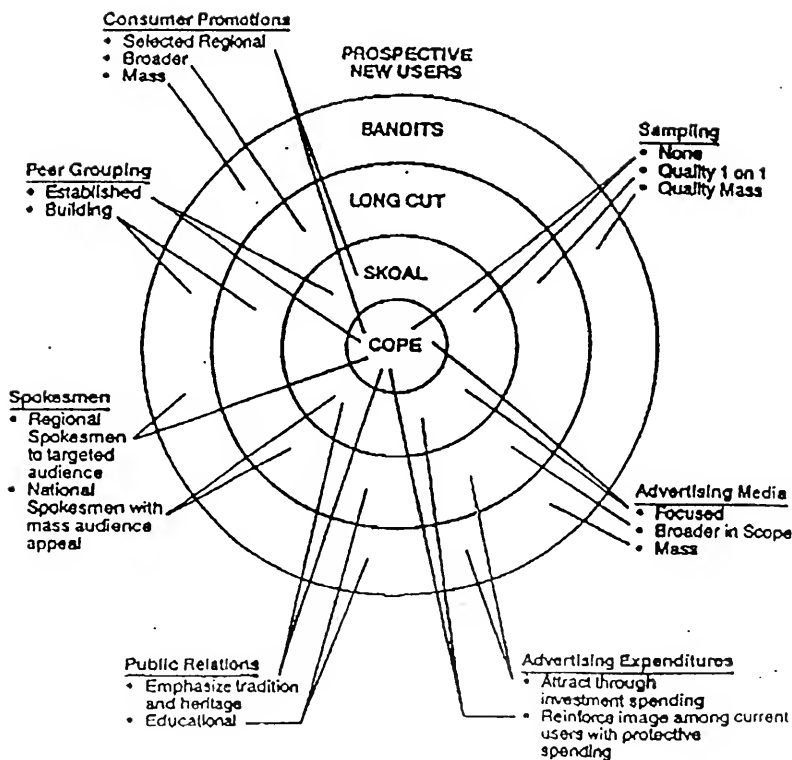 Consumer Promotions
• Selected Regional
• Broader
• Mass
PROSPECTIVE
NEW USERS
BANDITS
LONG CUT
SKOAL
COPE
Sampling
• None
• Quality 1 on 1
• Quality Mass
Peer Grouping
• Established
• Building
Spokesmen
• Regional
Spokesmen
to targeted
audience
• National
Spokesmen with
mass audience
appeal
Advertising Media
• Focused
• Broader in Scope
• Mass
Public Relations
• Emphasize tradition
and heritage
• Educational
Advertising Expenditures
• Attract through
investment spending
• Reinforce image among current
users with protective
spending